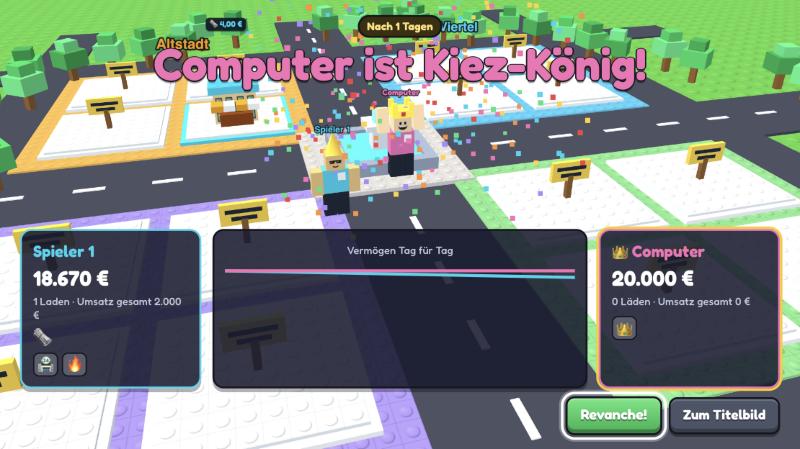 4,00 €
Nach 1 Tagen
Viertel
Altstadt
Computer ist Kiez-König!
Computer
Spieler 1
Spieler 1
18.670 €
1 Laden · Umsatz gesamt 2.000
€
Vermögen Tag für Tag
Computer
20.000 €
0 Läden · Umsatz gesamt 0 €
Revanche!
Zum Titelbild